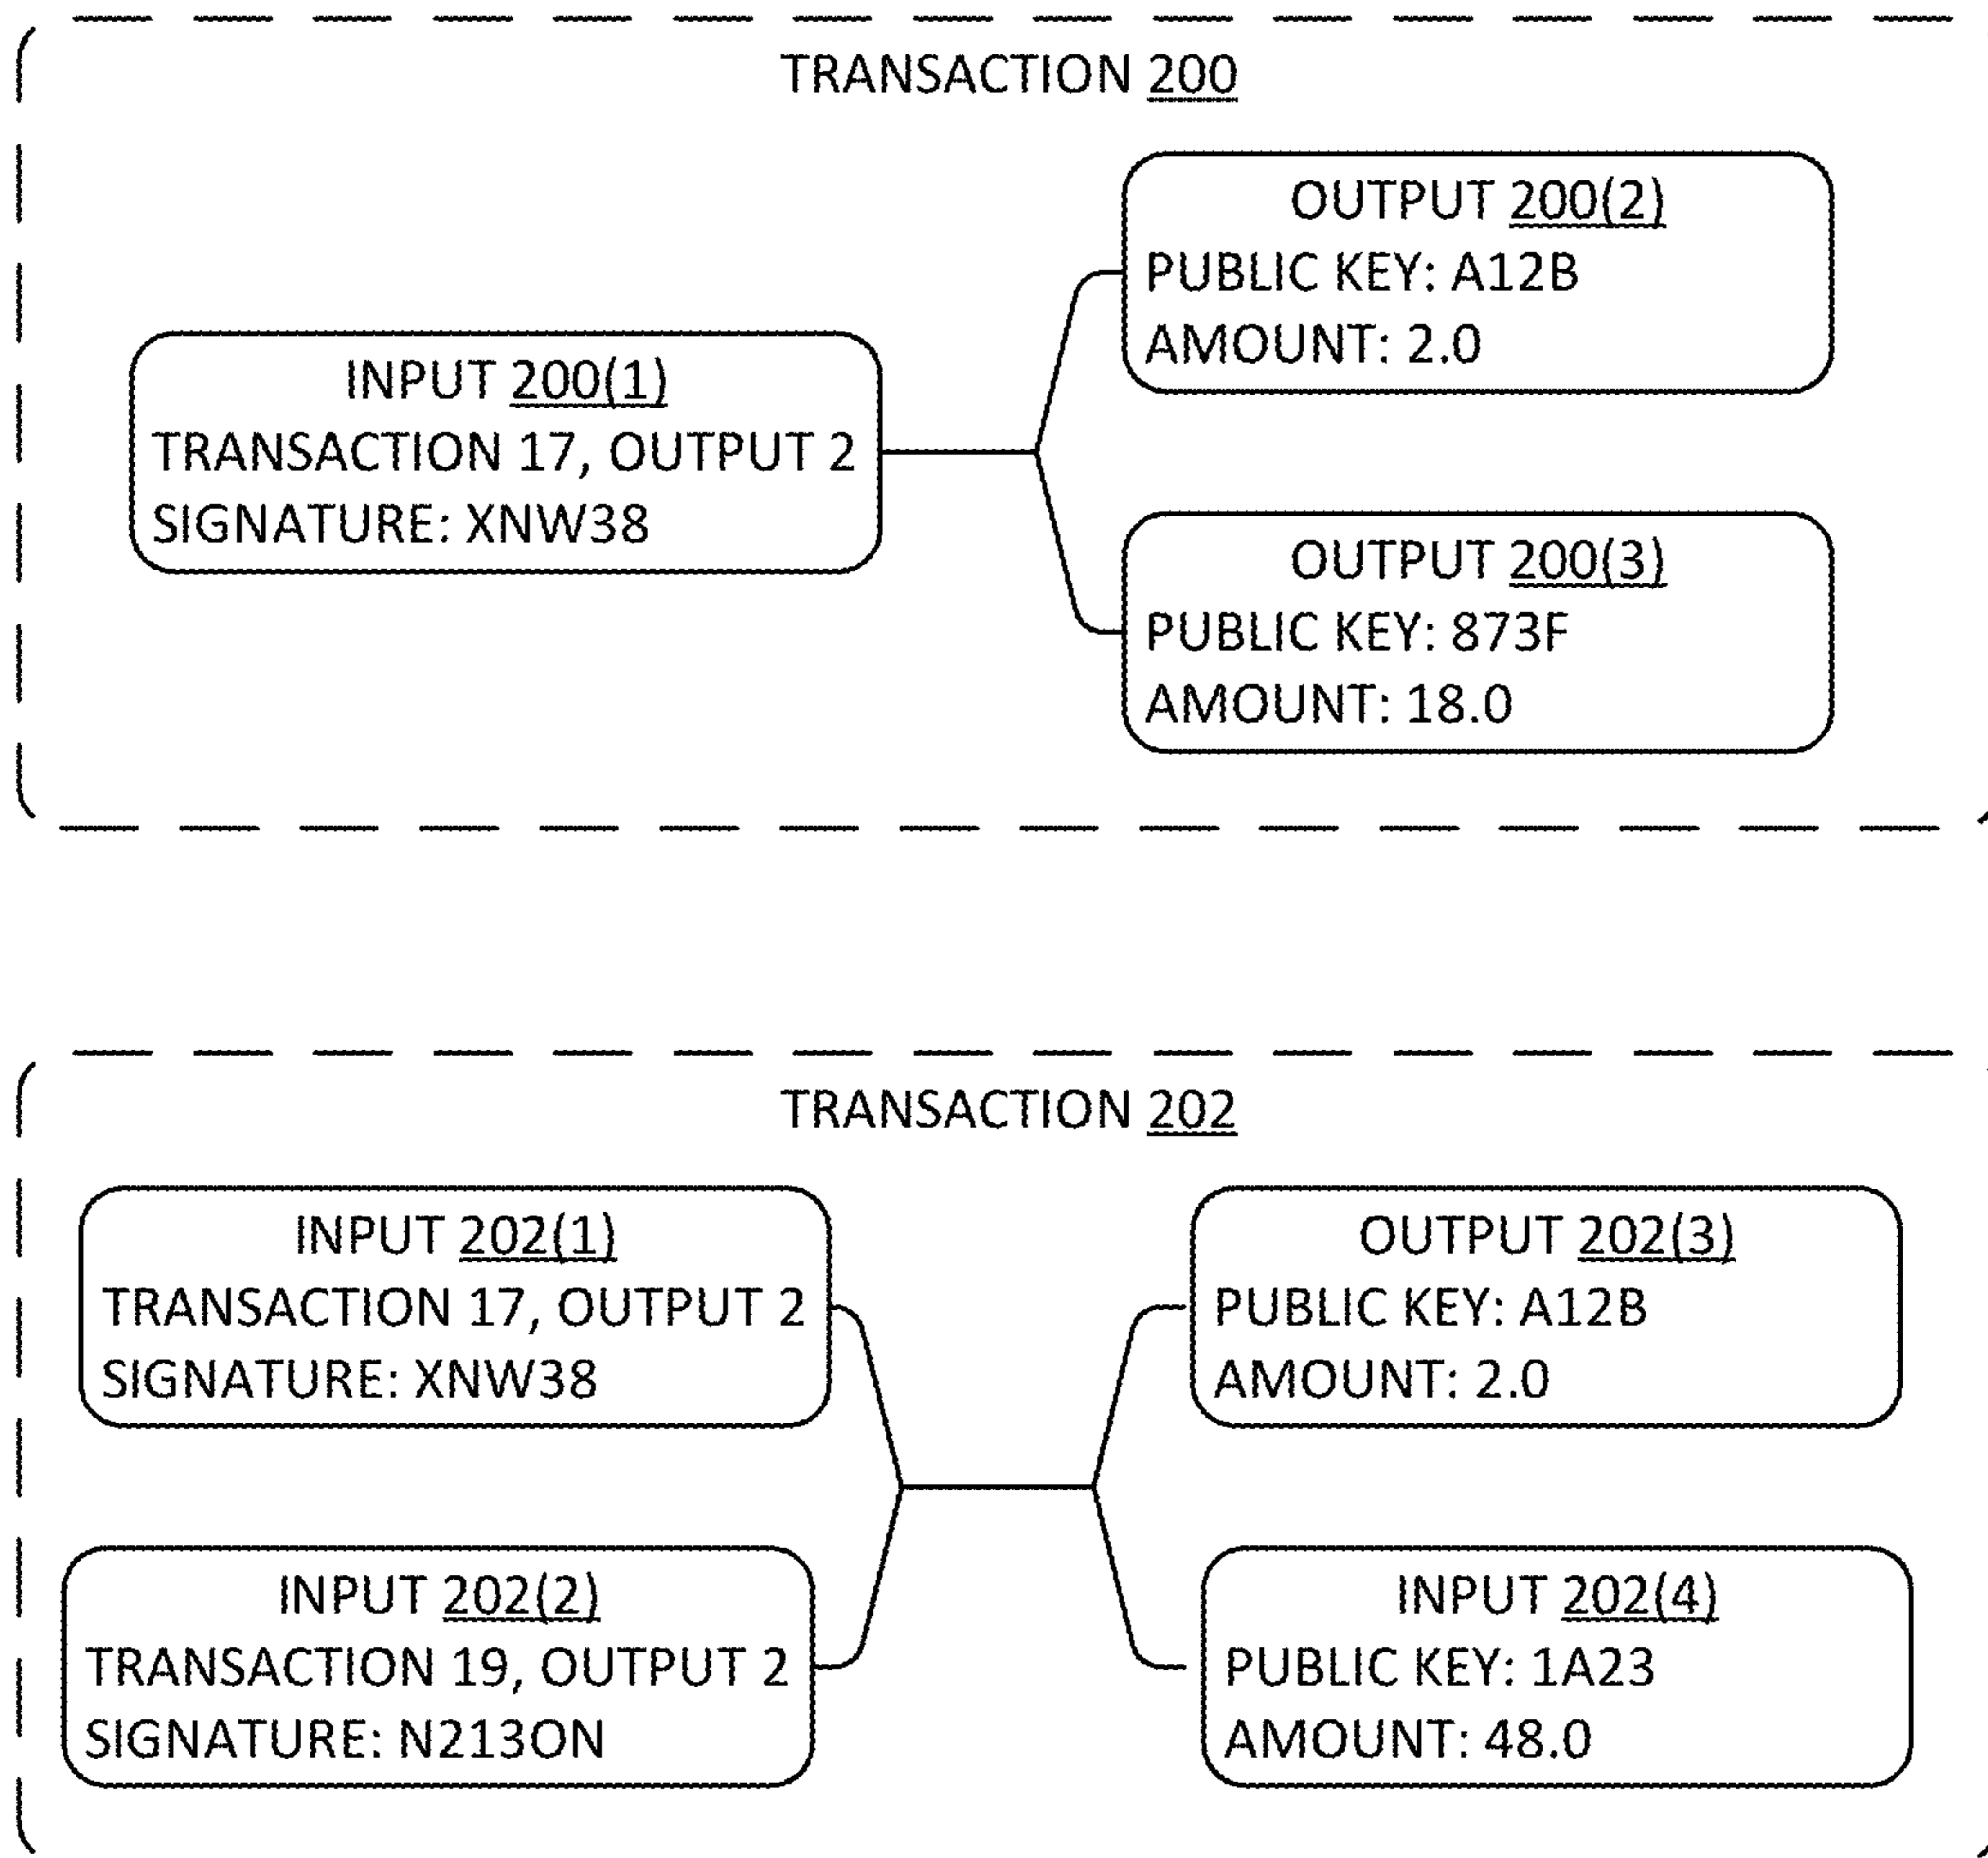 TRANSACTION 200
OUTPUT 200(2)
PUBLIC KEY: A12B
AMOUNT: 2.0
INPUT 200(1)
TRANSACTION 17, OUTPUT 2
SIGNATURE: XNW38
OUTPUT 200(3)
PUBLIC KEY: 873F
AMOUNT: 18.0
TRANSACTION 202
INPUT 202(1)
TRANSACTION 17, OUTPUT 2
SIGNATURE: XNW38
OUTPUT 202(3)
PUBLIC KEY: A12B
AMOUNT: 2.0
INPUT 202(2)
TRANSACTION 19, OUTPUT 2
SIGNATURE: N213ON
INPUT 202(4)
PUBLIC KEY: 1A23
AMOUNT: 48.0